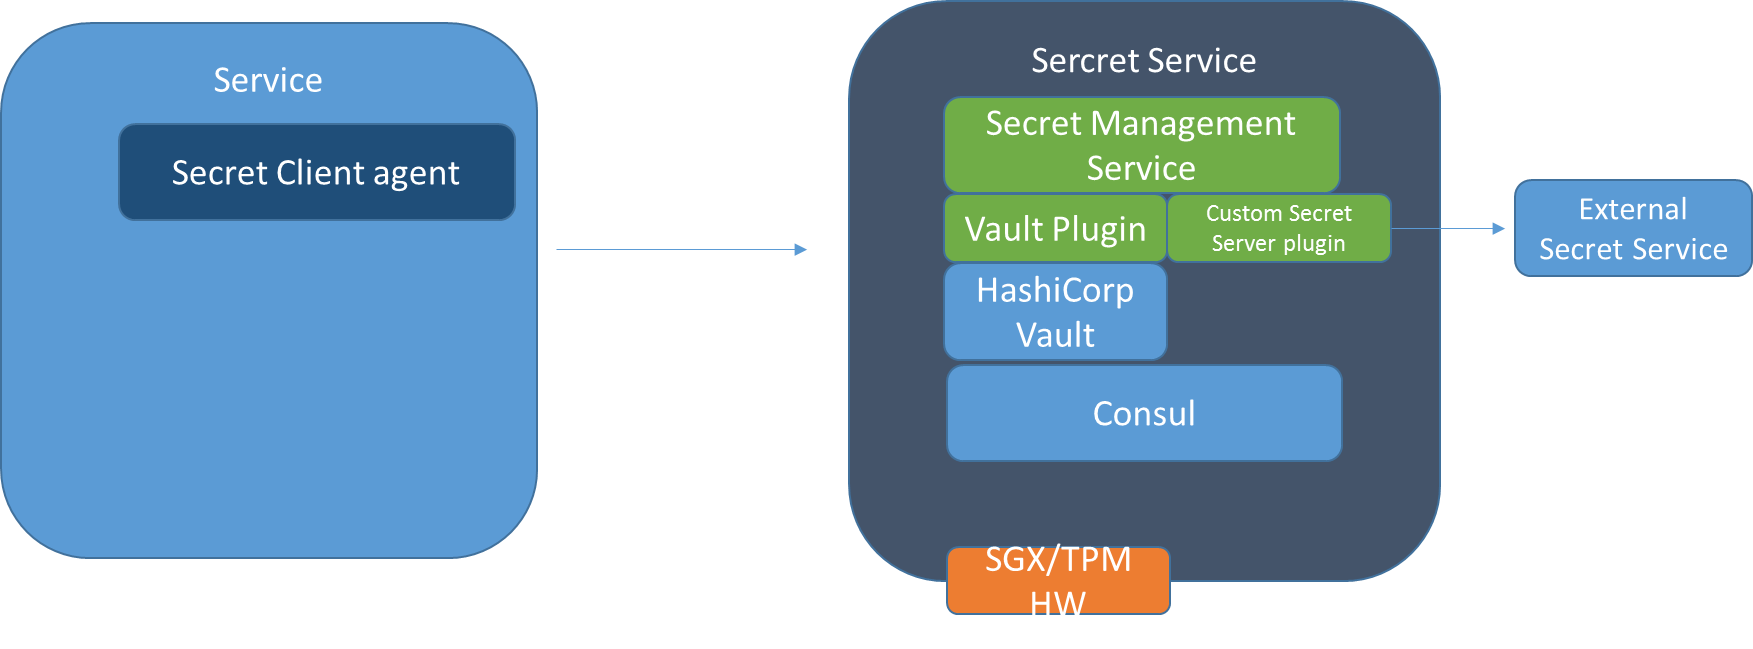 Service
Secret Client agent
Sercret Service
Secret Management
Service
Vault Plugin
Custom Secret
Server plugin
HashiCorp
Vault
Consul
SGX/TPM
HW
External
Secret Service